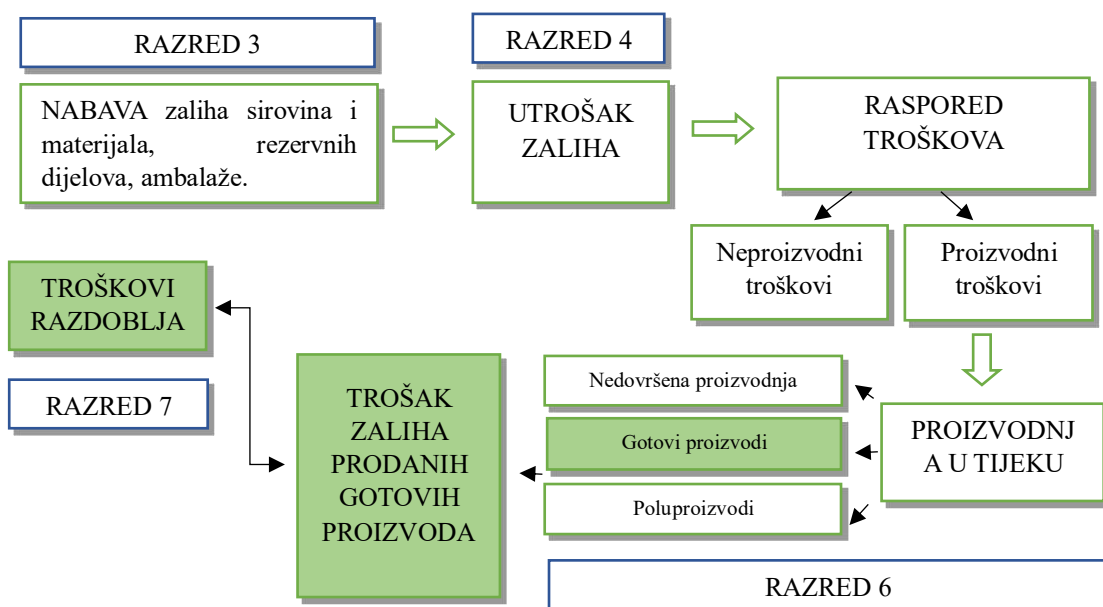 RAZRED 3
RAZRED 4
NABAVA zaliha sirovina i
materijala, rezervnih
dijelova, ambalaže.
UTROŠAK
ZALIHA
RASPORED
TROŠKOVA
Neproizvodni
troškovi
Proizvodni
troškovi
TROŠKOVI
RAZDOBLJA
RAZRED 7
TROŠAK
ZALIHA
PRODANIH
GOTOVIH
PROIZVODA
Nedovršena proizvodnja
Gotovi proizvodi
Poluproizvodi
PROIZVODNJ
A U TIJEKU
RAZRED 6